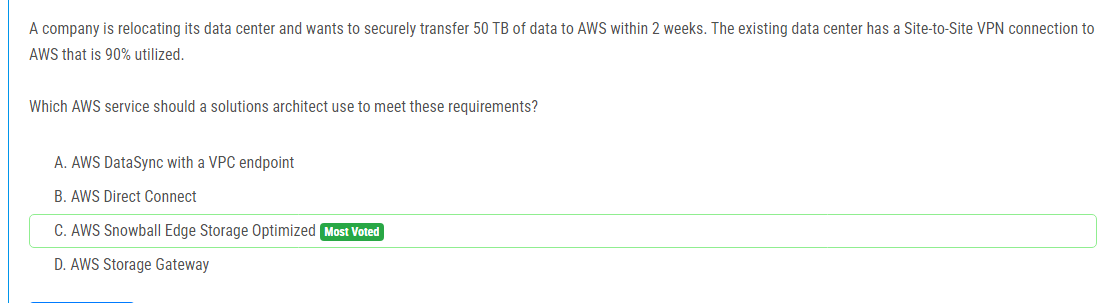 A company is relocating its data center and wants to securely transfer 50 TB of data to AWS within 2 weeks. The existing data center has a Site-to-Site VPN connection to
AWS that is 90% utilized.
Which AWS service should a solutions architect use to meet these requirements?
A. AWS DataSync with a VPC endpoint
B. AWS Direct Connect
C. AWS Snowball Edge Storage Optimized Most Voted
D. AWS Storage Gateway